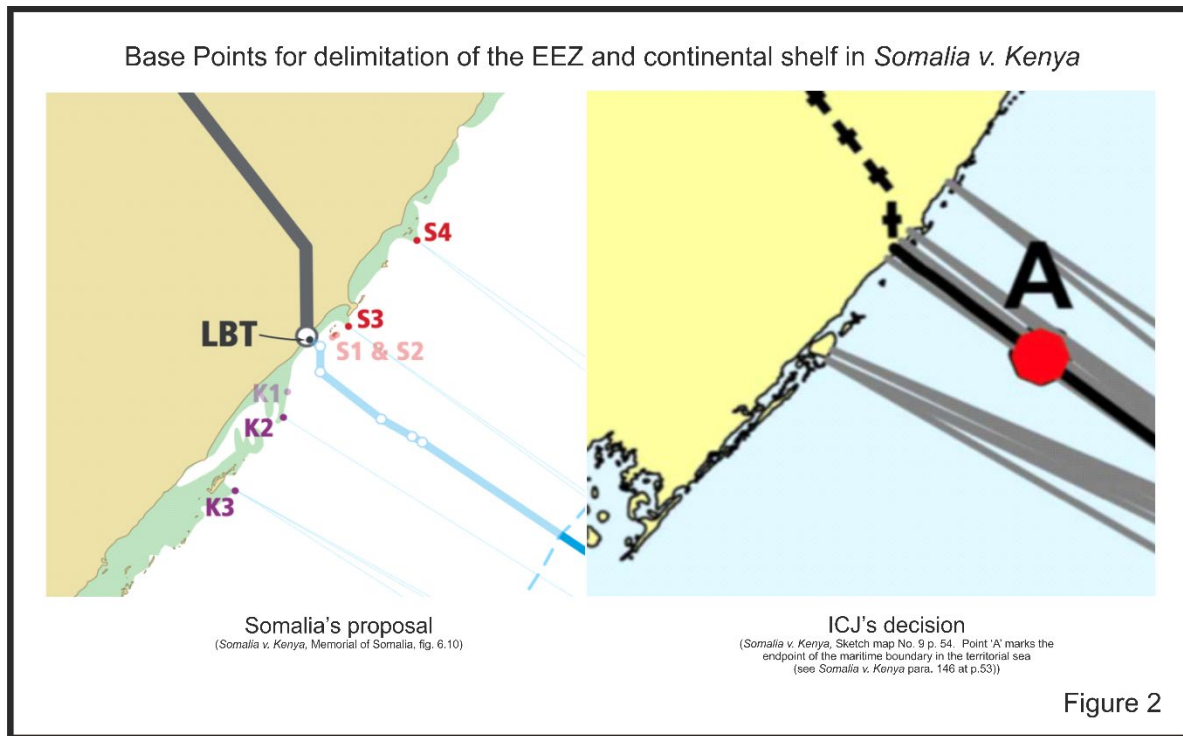 Base Points for delimitation of the EEZ and continental shelf in Somalia v. Kenya
S4
LBT
S3
S1 & S2
K1
K2
K3
A
Somalia's proposal
(Somalia v. Kenya, Memorial of Somalia, fig. 6.10)
ICJ's decision
(Somalia v. Kenya, Sketch map No. 9 p. 54. Point 'A' marks the
endpoint of the maritime boundary in the territorial sea
(see Somalia v. Kenya para. 146 at p.53))
Figure 2